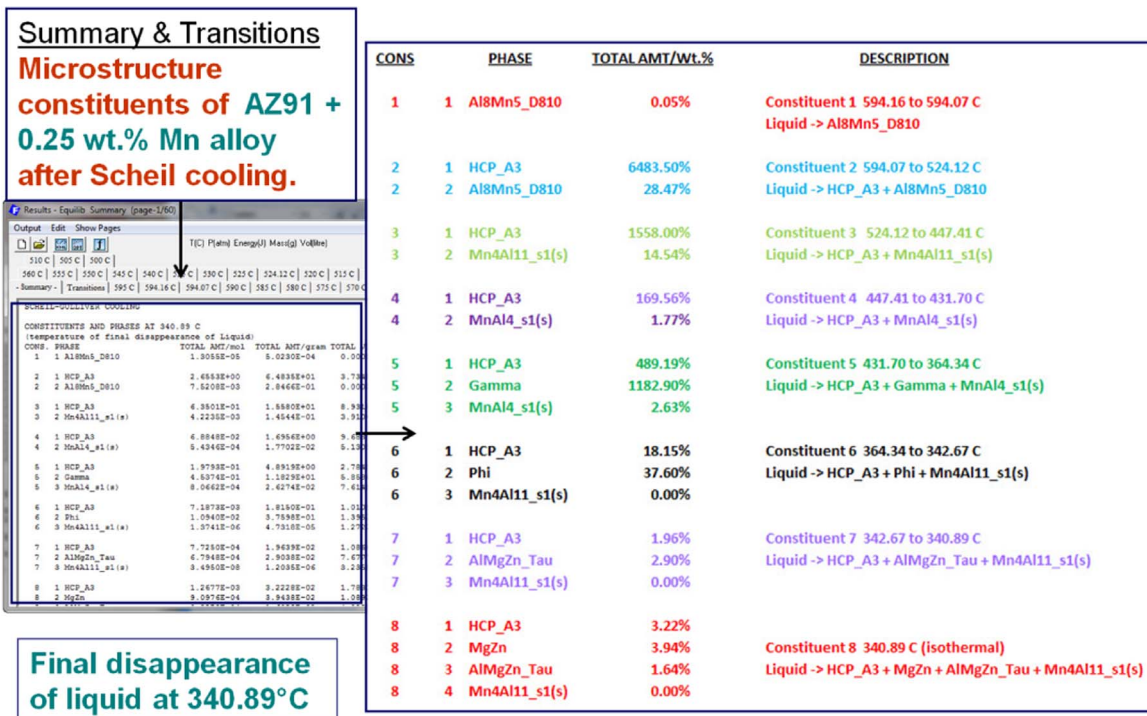 Summary & Transitions
Microstructure
constituents of AZ91 +
0.25 wt.% Mn alloy
after Scheil cooling.
Results - Equilib Summary (page-1/60)
Output Edit Show Pages
T(C) P(atm) Energy(J) Mass(g) Vol(litre)
510 C | 505 C | 500 C |
560 C | 555 C | 550 C | 545 C | 540 C | 530 C | 525 C | 524.12 C | 520 C | 515 C |
- Summary - | Transitions | 595 C | 594.16 C | 594.07 C | 590 C | 585 C | 580 C | 575 C | 570 C
SCHEIL-GULLIVER COOLING
CONSTITUENTS AND PHASES AT 340.89 C
(temperature of final disappearance of Liquid)
CONS. PHASE TOTAL AMT/mol TOTAL AMT/gram TOTAL
1 1 Al8Mn5_D810 1.3055E-05 5.0230E-04 0.000
2 1 HCP_A3 2.6553E+00 6.4835E+01
2 2 Al8Mn5_D810 7.5208E-03 2.8466E-01 0.000
3 1 HCP_A3 6.3501E-01 1.5580E+01
3 2 Mn4Al11_s1(s) 4.2235E-03 1.4544E-01
4 1 HCP_A3 6.8848E-02 1.6956E+00
4 2 MnAl4_s1(s) 5.4346E-04 1.7702E-02
5 1 HCP_A3 1.9793E-01 4.8919E+00
5 2 Gamma 4.5374E-01 1.1829E+01
5 3 MnAl4_s1(s) 8.0662E-04 2.6274E-02
6 1 HCP_A3 7.1873E-03 1.8150E-01
6 2 Phi 1.0940E-02 3.7598E-01
6 3 Mn4Al11_s1(s) 1.3741E-06 4.7318E-05
7 1 HCP_A3 7.7250E-04 1.9639E-02
7 2 AlMgZn_Tau 6.7948E-04 2.9038E-02
7 3 Mn4Al11_s1(s) 3.4950E-08 1.2035E-06
8 1 HCP_A3 1.2677E-03 3.2228E-02
8 2 MgZn 9.0976E-04 3.9438E-02
Final disappearance
of liquid at 340.89°C
CONS PHASE TOTAL AMT/Wt.% DESCRIPTION
1 1 Al8Mn5_D810 0.05% Constituent 1 594.16 to 594.07 C
Liquid -> Al8Mn5_D810
2 1 HCP_A3 6483.50% Constituent 2 594.07 to 524.12 C
2 2 Al8Mn5_D810 28.47% Liquid -> HCP_A3 + Al8Mn5_D810
3 1 HCP_A3 1558.00% Constituent 3 524.12 to 447.41 C
3 2 Mn4Al11_s1(s) 14.54% Liquid -> HCP_A3 + Mn4Al11_s1(s)
4 1 HCP_A3 169.56% Constituent 4 447.41 to 431.70 C
4 2 MnAl4_s1(s) 1.77% Liquid -> HCP_A3 + MnAl4_s1(s)
5 1 HCP_A3 489.19% Constituent 5 431.70 to 364.34 C
5 2 Gamma 1182.90% Liquid -> HCP_A3 + Gamma + MnAl4_s1(s)
5 3 MnAl4_s1(s) 2.63%
6 1 HCP_A3 18.15% Constituent 6 364.34 to 342.67 C
6 2 Phi 37.60% Liquid -> HCP_A3 + Phi + Mn4Al11_s1(s)
6 3 Mn4Al11_s1(s) 0.00%
7 1 HCP_A3 1.96% Constituent 7 342.67 to 340.89 C
7 2 AlMgZn_Tau 2.90% Liquid -> HCP_A3 + AlMgZn_Tau + Mn4Al11_s1(s)
7 3 Mn4Al11_s1(s) 0.00%
8 1 HCP_A3 3.22%
8 2 MgZn 3.94% Constituent 8 340.89 C (isothermal)
8 3 AlMgZn_Tau 1.64% Liquid -> HCP_A3 + MgZn + AlMgZn_Tau + Mn4Al11_s1(s)
8 4 Mn4Al11_s1(s) 0.00%